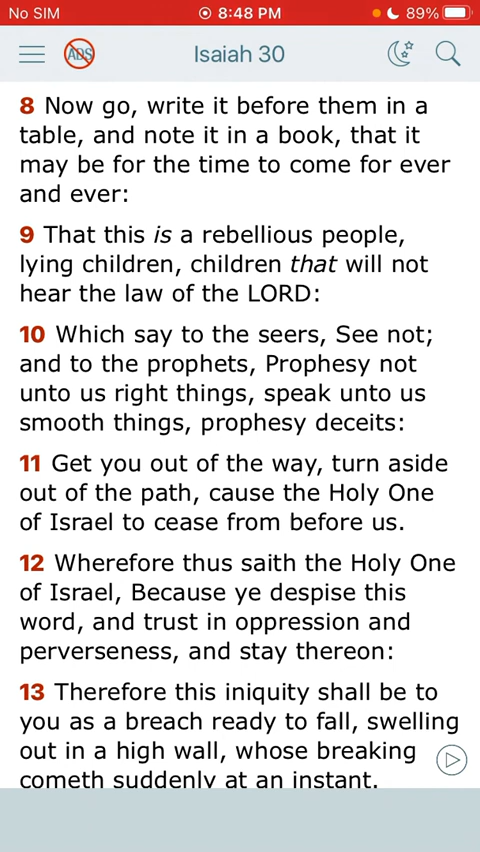 No SIM 8:48 PM 89%
ADS Isaiah 30
8 Now go, write it before them in a
table, and note it in a book, that it
may be for the time to come for ever
and ever:
9 That this is a rebellious people,
lying children, children that will not
hear the law of the LORD:
10 Which say to the seers, See not;
and to the prophets, Prophesy not
unto us right things, speak unto us
smooth things, prophesy deceits:
11 Get you out of the way, turn aside
out of the path, cause the Holy One
of Israel to cease from before us.
12 Wherefore thus saith the Holy One
of Israel, Because ye despise this
word, and trust in oppression and
perverseness, and stay thereon:
13 Therefore this iniquity shall be to
you as a breach ready to fall, swelling
out in a high wall, whose breaking
cometh suddenly at an instant.